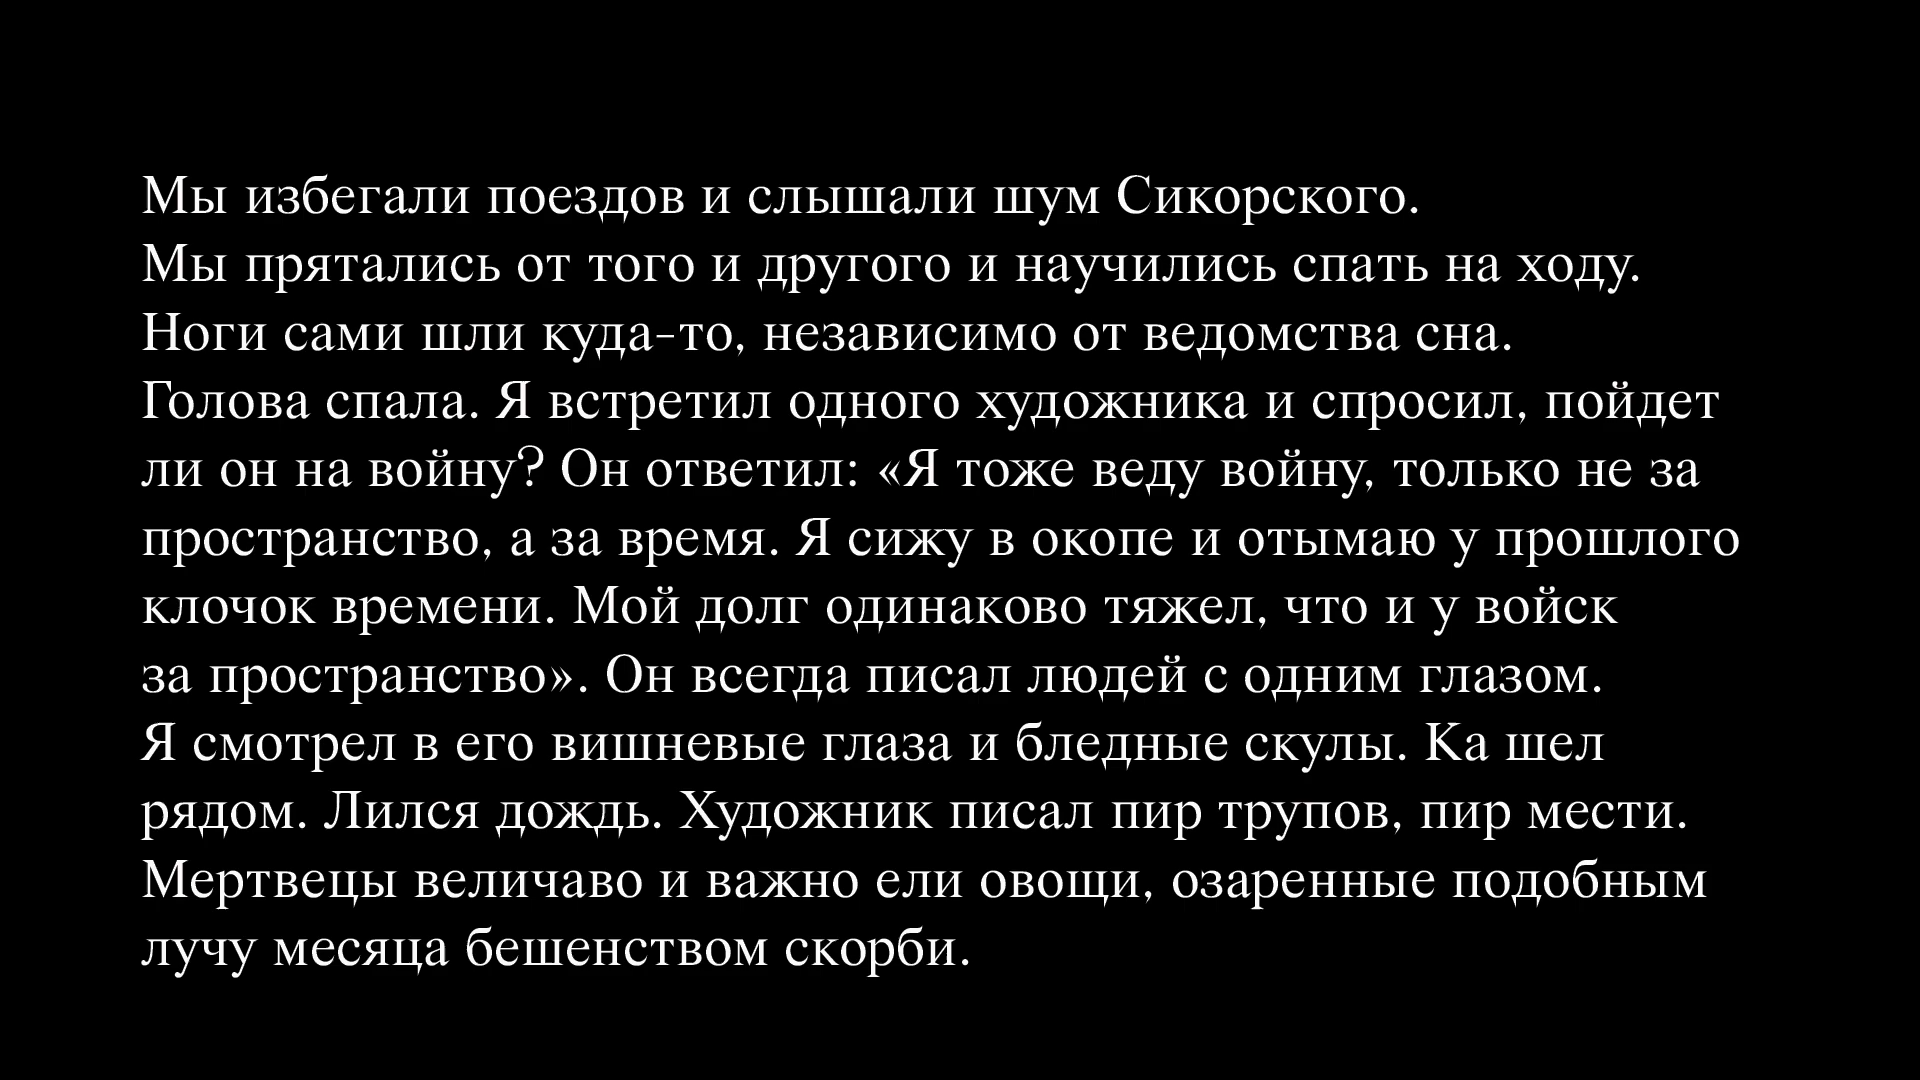 Мы избегали поездов и слышали шум Сикорского.
Мы прятались от того и другого и научились спать на ходу.
Ноги сами шли куда-то, независимо от ведомства сна.
Голова спала. Я встретил одного художника и спросил, пойдет
ли он на войну? Он ответил: «Я тоже веду войну, только не за
пространство, а за время. Я сижу в окопе и отымаю у прошлого
клочок времени. Мой долг одинаково тяжел, что и у войск
за пространство». Он всегда писал людей с одним глазом.
Я смотрел в его вишневые глаза и бледные скулы. Ка шел
рядом. Лился дождь. Художник писал пир трупов, пир мести.
Мертвецы величаво и важно ели овощи, озаренные подобным
лучу месяца бешенством скорби.